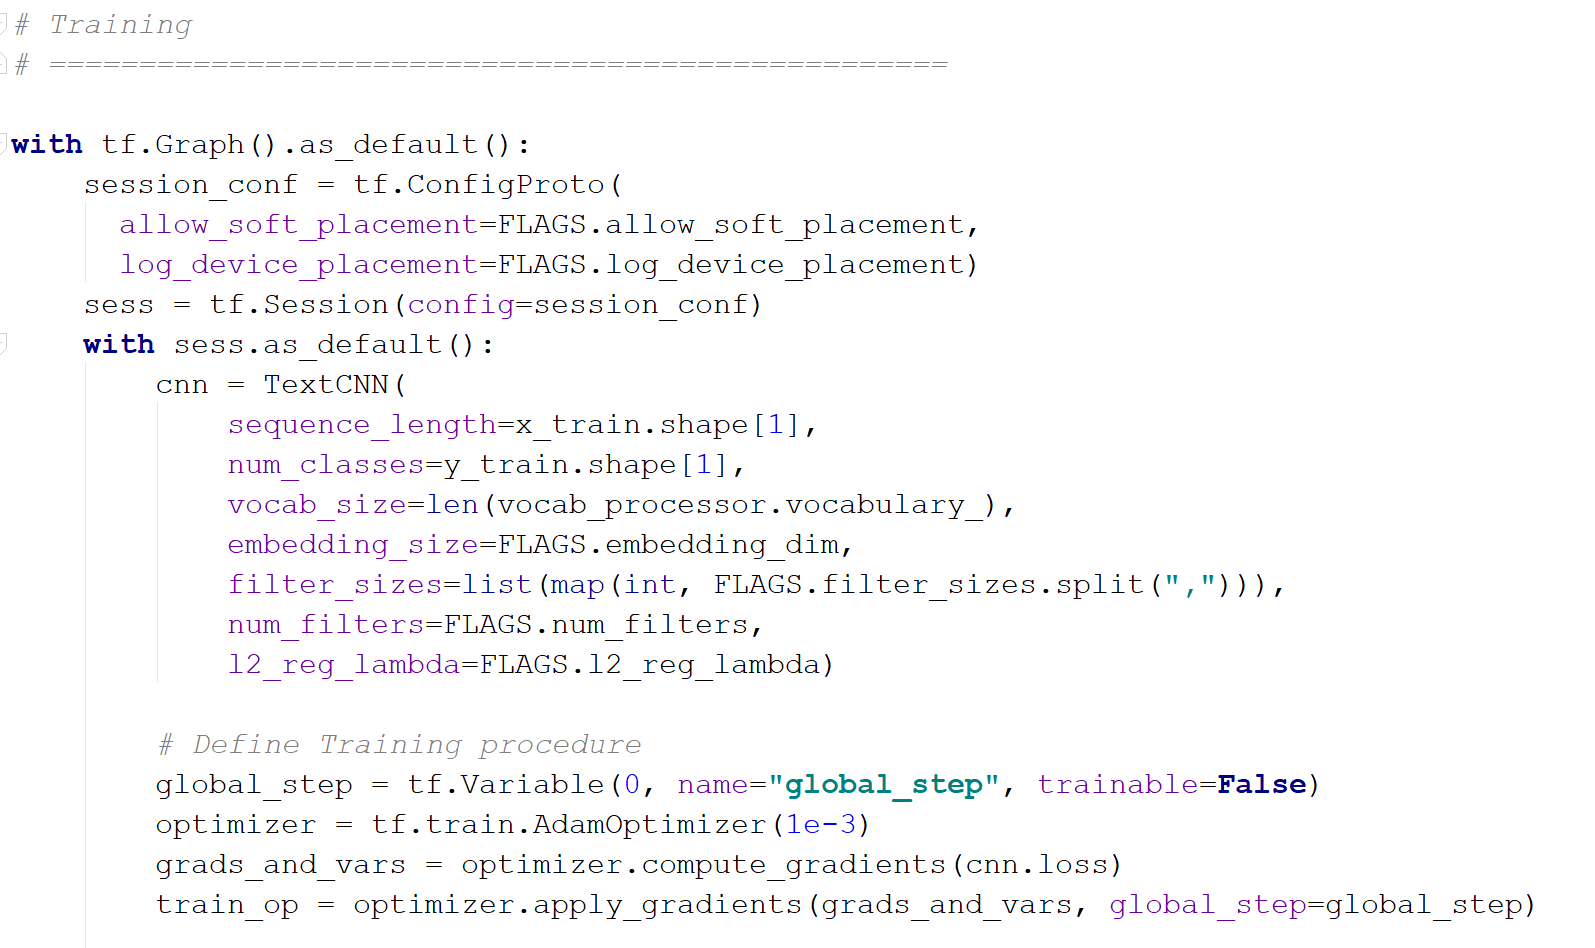 # Training
# ==================================================

with tf.Graph().as_default():
    session_conf = tf.ConfigProto(
      allow_soft_placement=FLAGS.allow_soft_placement,
      log_device_placement=FLAGS.log_device_placement)
    sess = tf.Session(config=session_conf)
    with sess.as_default():
        cnn = TextCNN(
            sequence_length=x_train.shape[1],
            num_classes=y_train.shape[1],
            vocab_size=len(vocab_processor.vocabulary_),
            embedding_size=FLAGS.embedding_dim,
            filter_sizes=list(map(int, FLAGS.filter_sizes.split(","))),
            num_filters=FLAGS.num_filters,
            l2_reg_lambda=FLAGS.l2_reg_lambda)

        # Define Training procedure
        global_step = tf.Variable(0, name="global_step", trainable=False)
        optimizer = tf.train.AdamOptimizer(1e-3)
        grads_and_vars = optimizer.compute_gradients(cnn.loss)
        train_op = optimizer.apply_gradients(grads_and_vars, global_step=global_step)